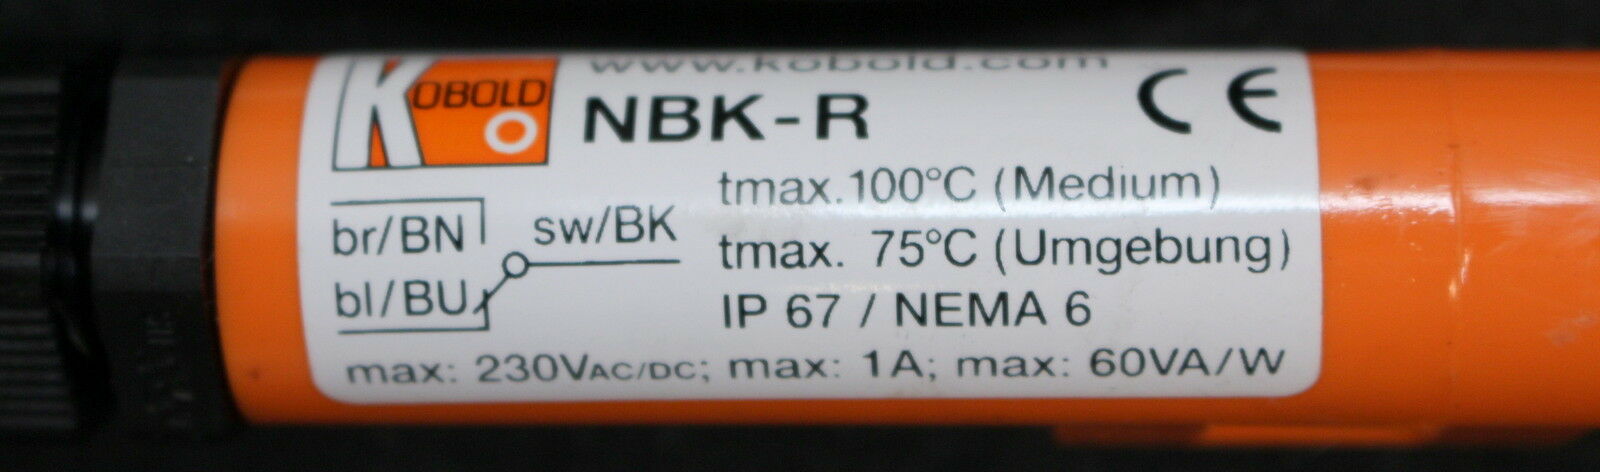 www.kobold.com
KOBOLD
NBK-R
CE
tmax.100°C (Medium)
br/BN
sw/BK
tmax. 75°C (Umgebung)
bl/BU
IP 67 / NEMA 6
max: 230VAC/DC; max: 1A; max: 60VA/W